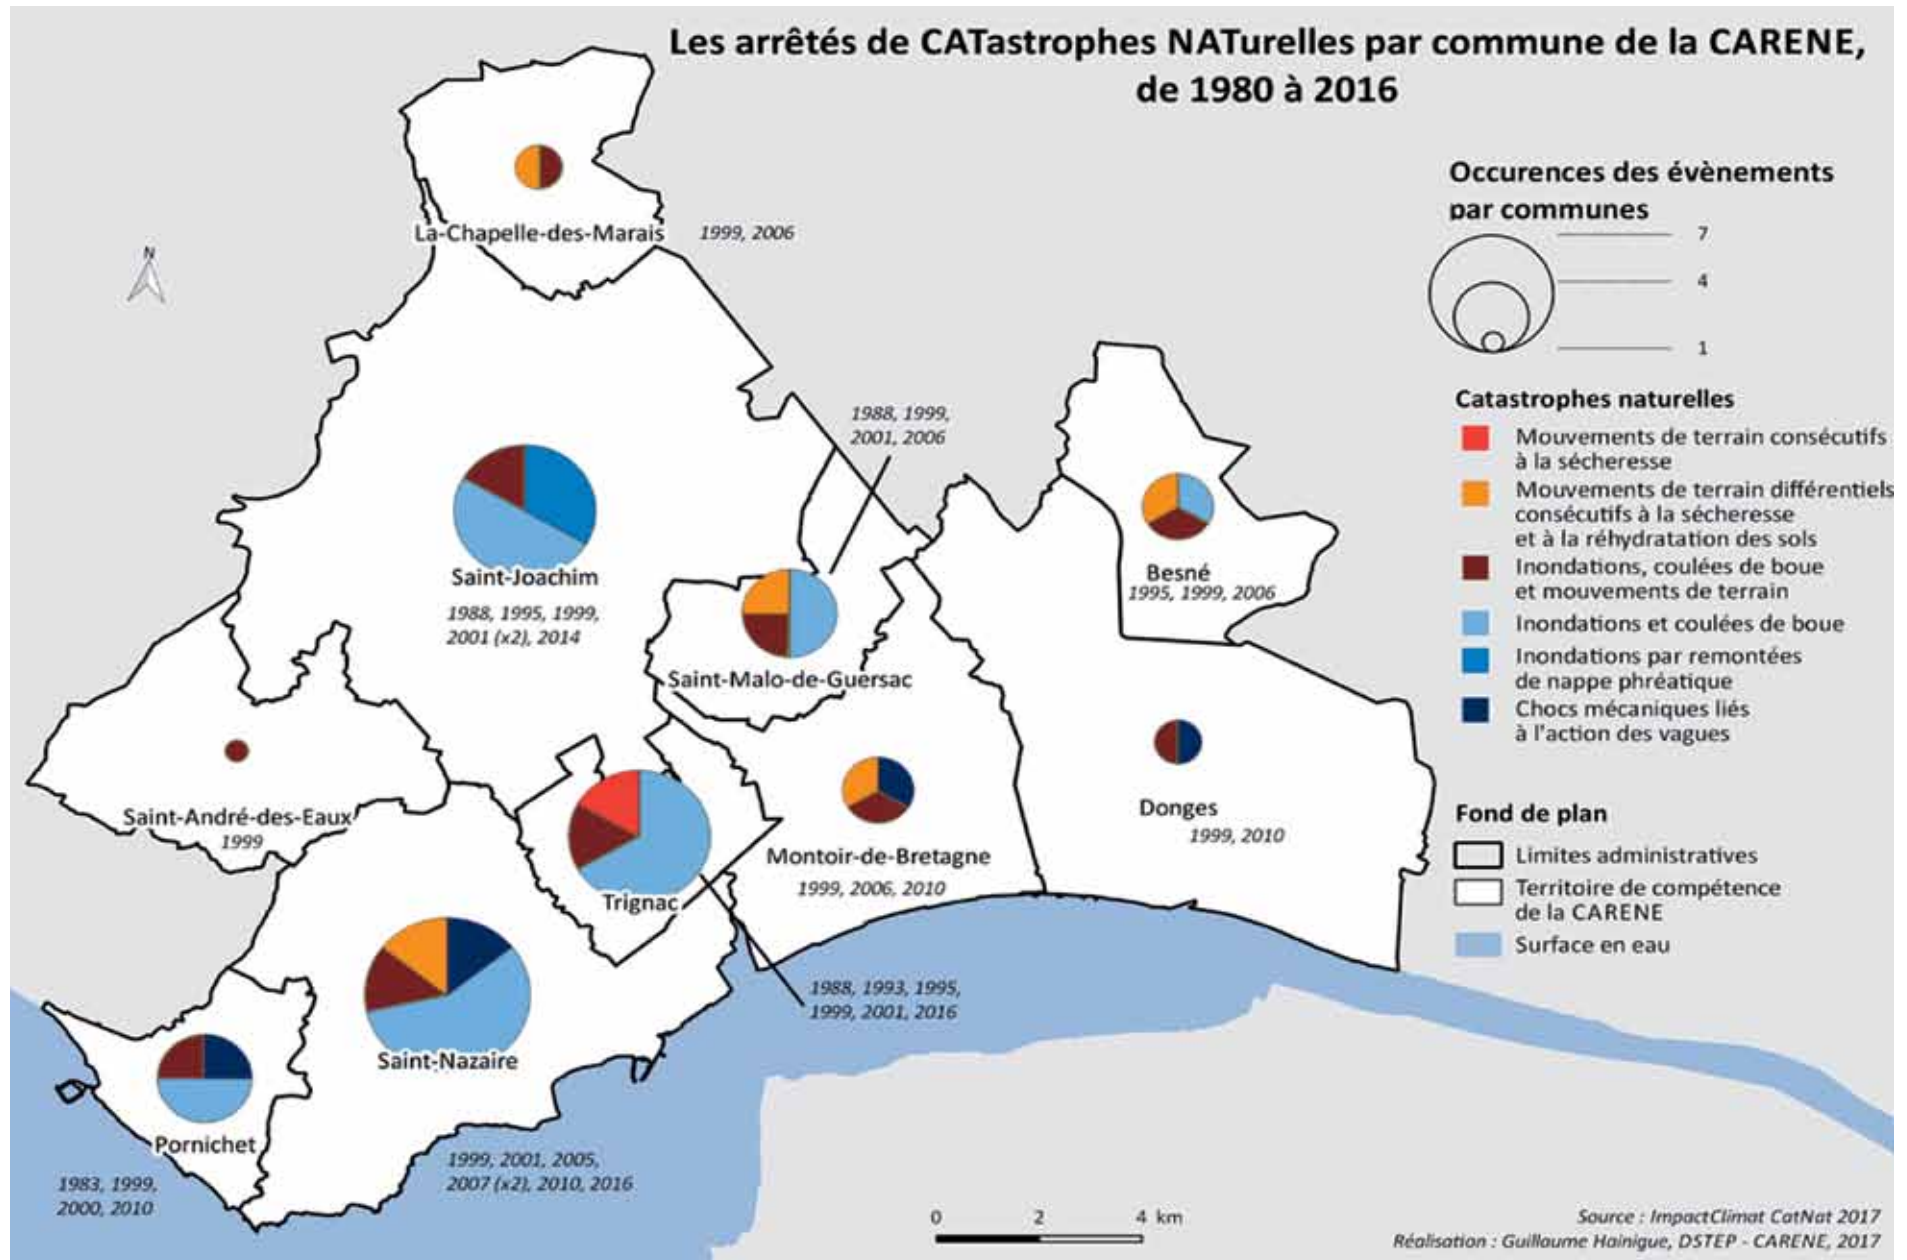 Les arrêtés de CATastrophes NATurelles par commune de la CARENE,
de 1980 à 2016
N
La-Chapelle-des-Marais
1999, 2006
Saint-Joachim
1988, 1995, 1999,
2001 (x2), 2014
1988, 1999,
2001, 2006
Saint-Malo-de-Guersac
Besné
1995, 1999, 2006
Saint-André-des-Eaux
1999
Trignac
1988, 1993, 1995,
1999, 2001, 2016
Montoir-de-Bretagne
1999, 2006, 2010
Donges
1999, 2010
Saint-Nazaire
1999, 2001, 2005,
2007 (x2), 2010, 2016
Pornichet
1983, 1999,
2000, 2010
Occurences des évènements
par communes
7
4
1
Catastrophes naturelles
Mouvements de terrain consécutifs
à la sécheresse
Mouvements de terrain différentiels
consécutifs à la sécheresse
et à la réhydratation des sols
Inondations, coulées de boue
et mouvements de terrain
Inondations et coulées de boue
Inondations par remontées
de nappe phréatique
Chocs mécaniques liés
à l'action des vagues
Fond de plan
Limites administratives
Territoire de compétence
de la CARENE
Surface en eau
0 2 4 km
Source : ImpactClimat CatNat 2017
Réalisation : Guillaume Hainigue, DSTEP - CARENE, 2017